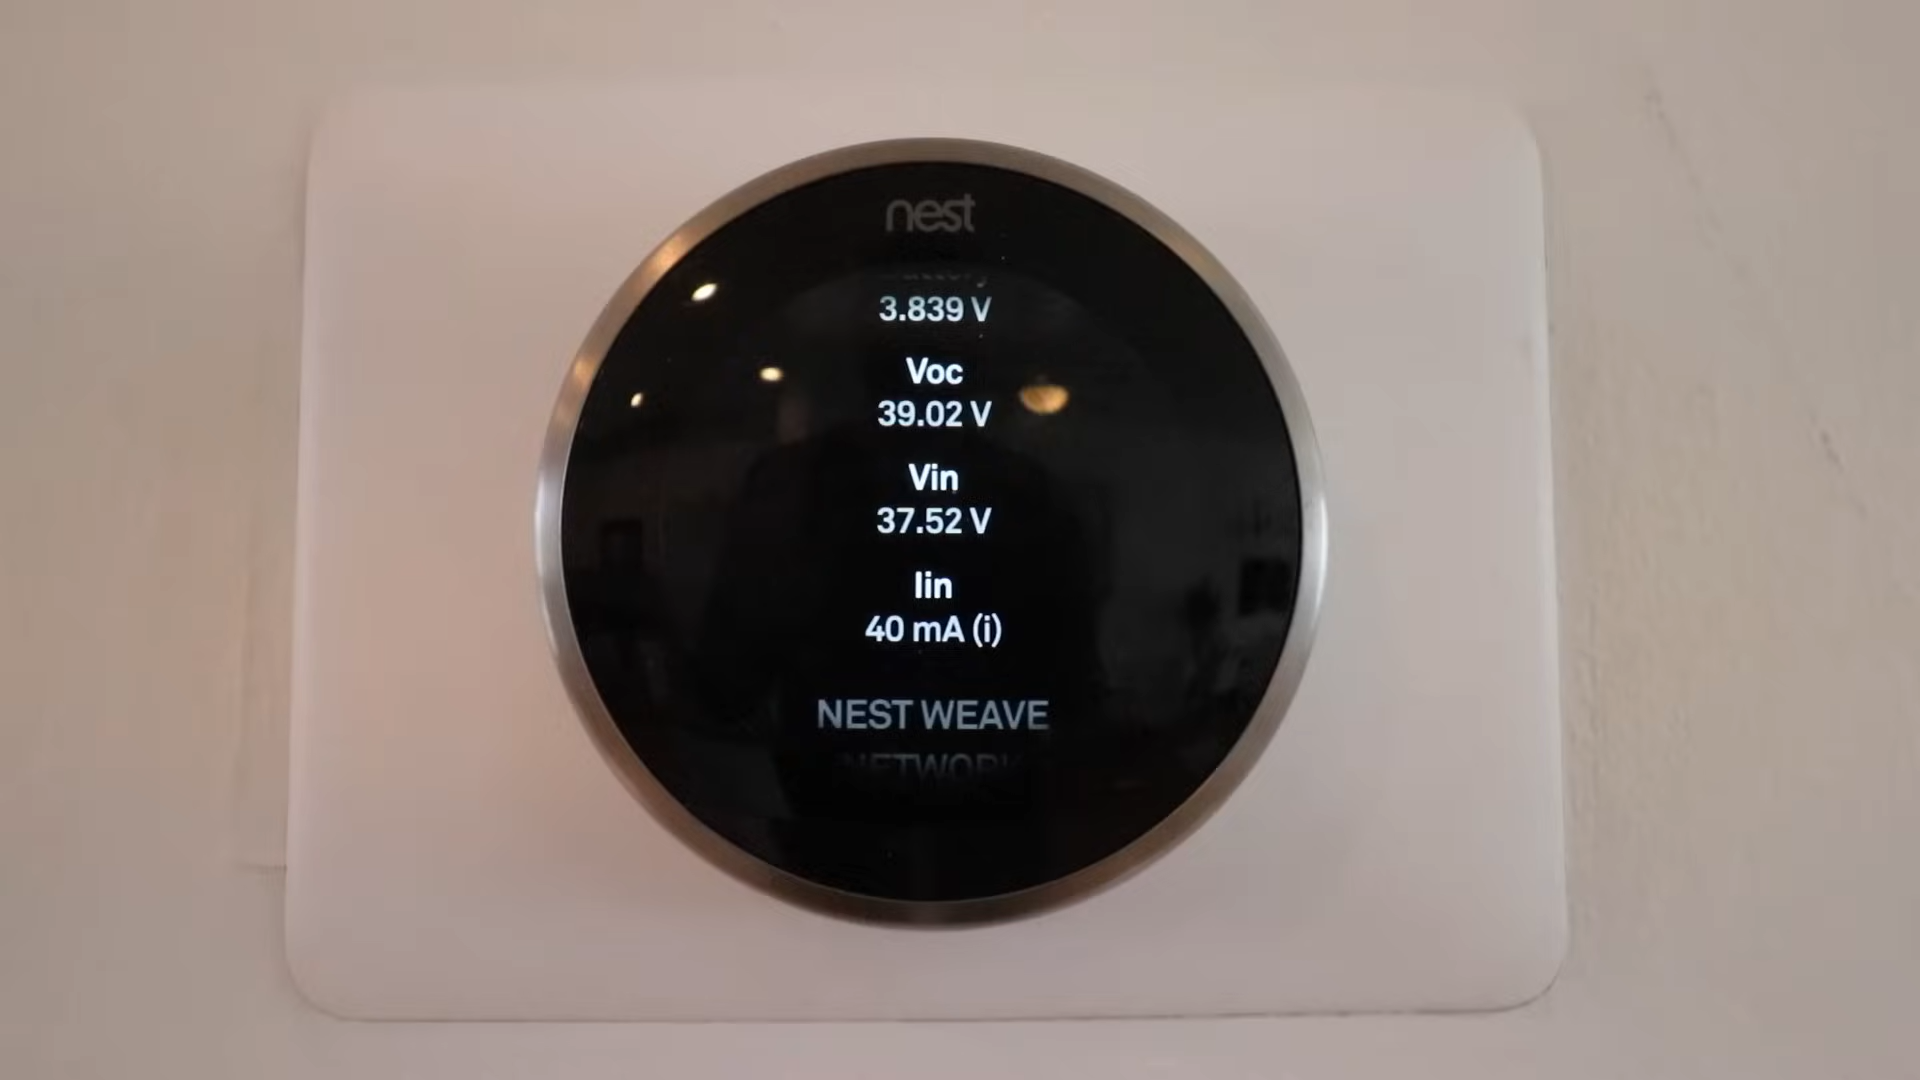 nest
3.839 V
Voc
39.02 V
Vin
37.52 V
Iin
40 mA (i)
NEST WEAVE
NETWORK